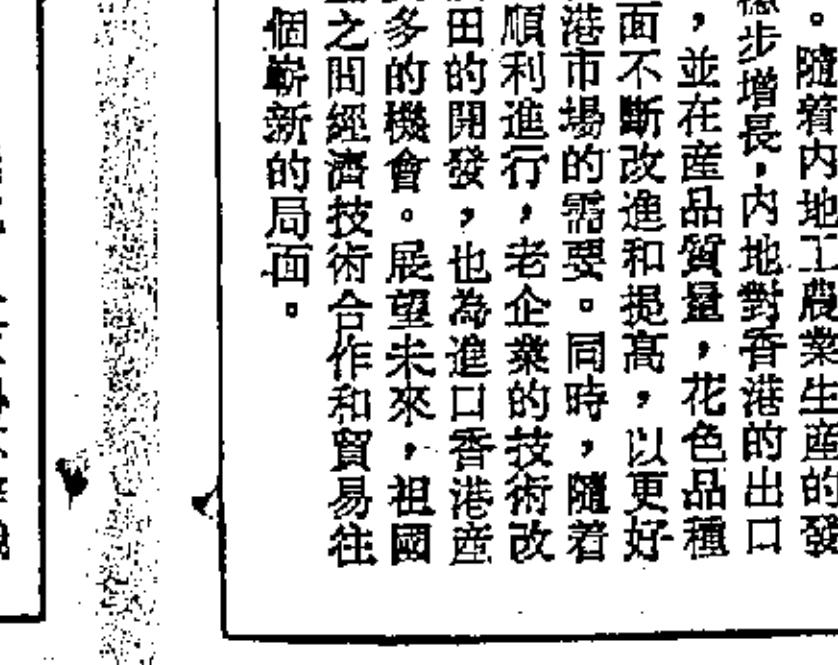 。隨着内地工農業生産的發
步增長，内地對香港的出口
，並在産品質量，花色品種
面不斷改進和提高，以更好
港市場的需要。同時，隨着
順利進行，老企業的技術改
田的開發，也為進口香港産
多的機會。展望未來，祖國
之間經濟技術合作和貿易往
個嶄新的局面。